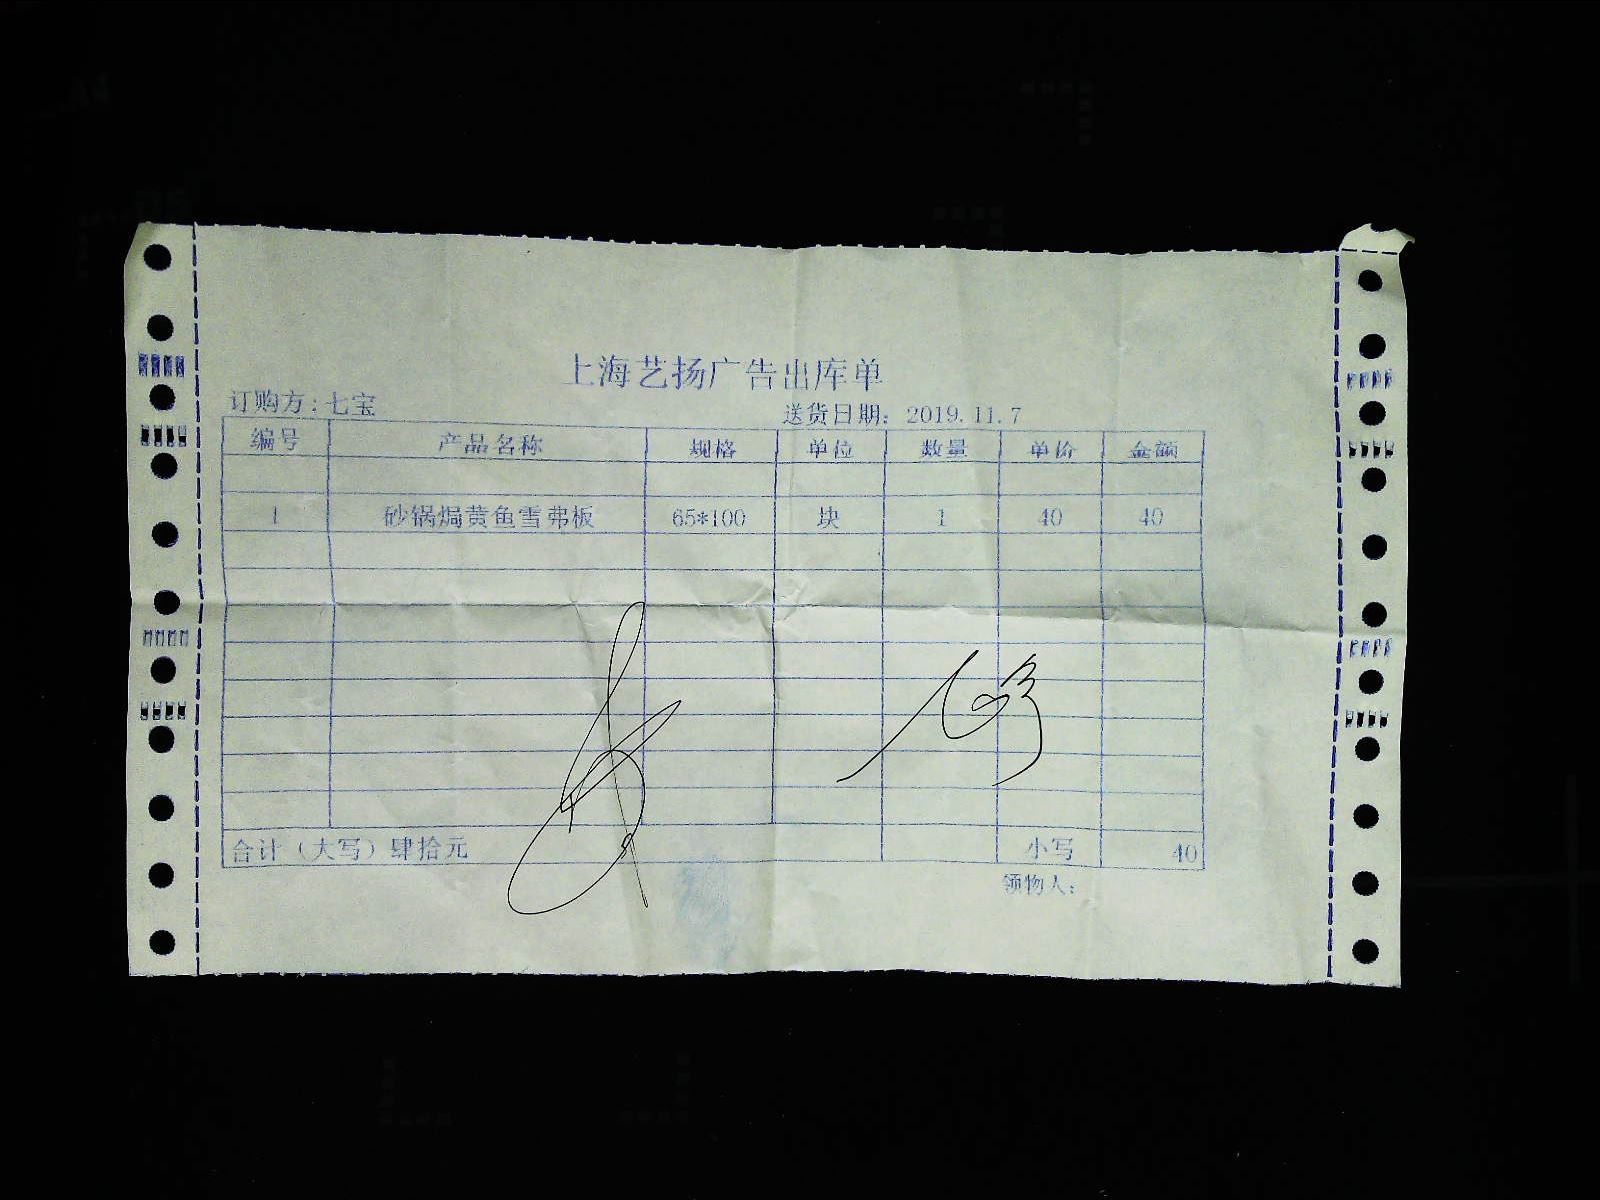 上海艺扬广告出库单
订购方：七宝 送货日期：2019.11.7
编号 产品名称 规格 单位 数量 单价 金额
1 砂锅焗黄鱼雪弗板 65*100 块 1 40 40
合计（大写）肆拾元 小写 40
领物人：